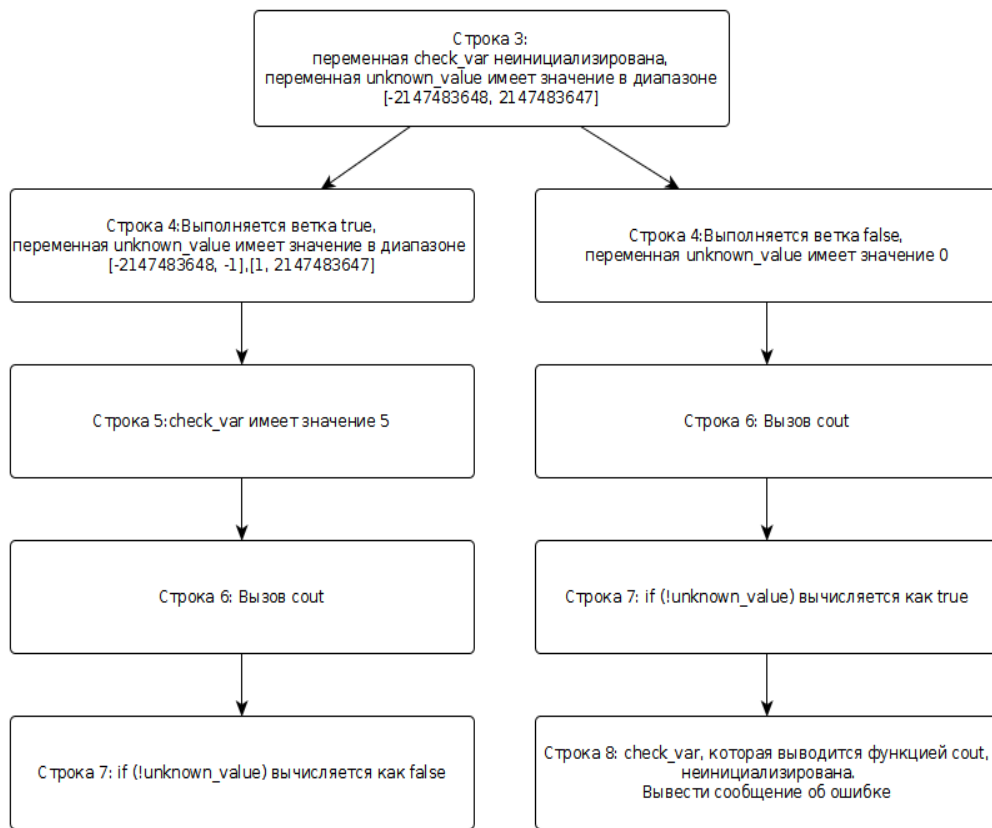 Строка 3:
переменная check_var неинициализирована,
переменная unknown_value имеет значение в диапазоне
[-2147483648, 2147483647]
Строка 4:Выполняется ветка true,
переменная unknown_value имеет значение в диапазоне
[-2147483648, -1],[1, 2147483647]
Строка 4:Выполняется ветка false,
переменная unknown_value имеет значение 0
Строка 5:check_var имеет значение 5
Строка 6: Вызов cout
Строка 6: Вызов cout
Строка 7: if (!unknown_value) вычисляется как true
Строка 7: if (!unknown_value) вычисляется как false
Строка 8: check_var, которая выводится функцией cout,
неинициализирована.
Вывести сообщение об ошибке